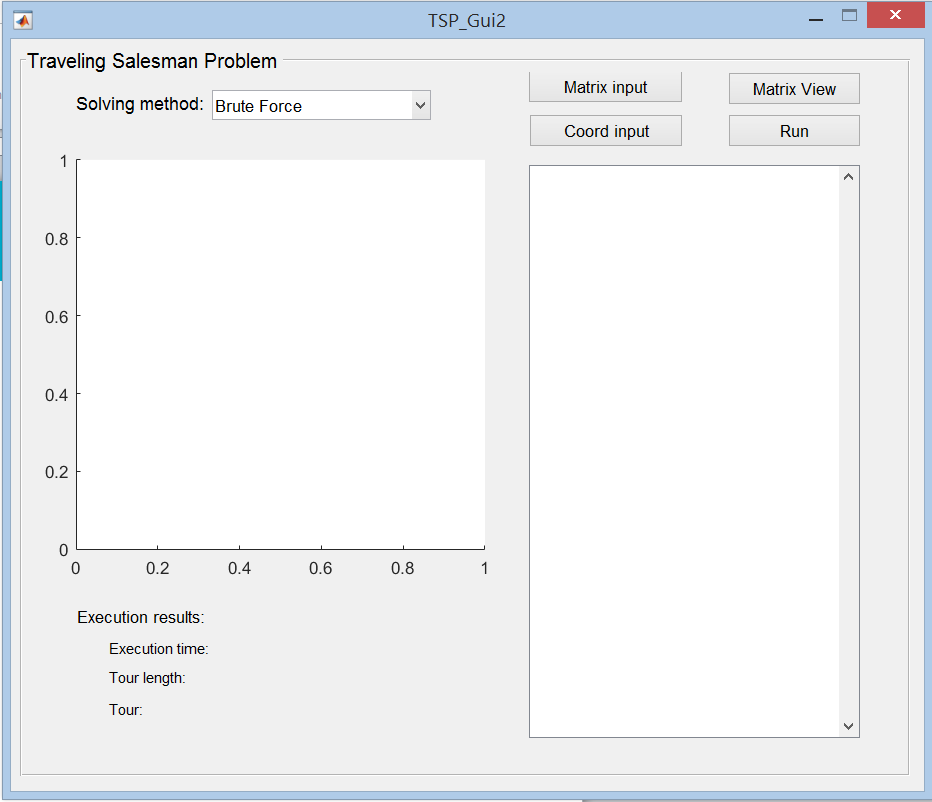 TSP_Gui2
Traveling Salesman Problem
Solving method: Brute Force
Matrix input
Matrix View
Coord input
Run
1
0.8
0.6
0.4
0.2
0
0 0.2 0.4 0.6 0.8 1
Execution results:
Execution time:
Tour length:
Tour: